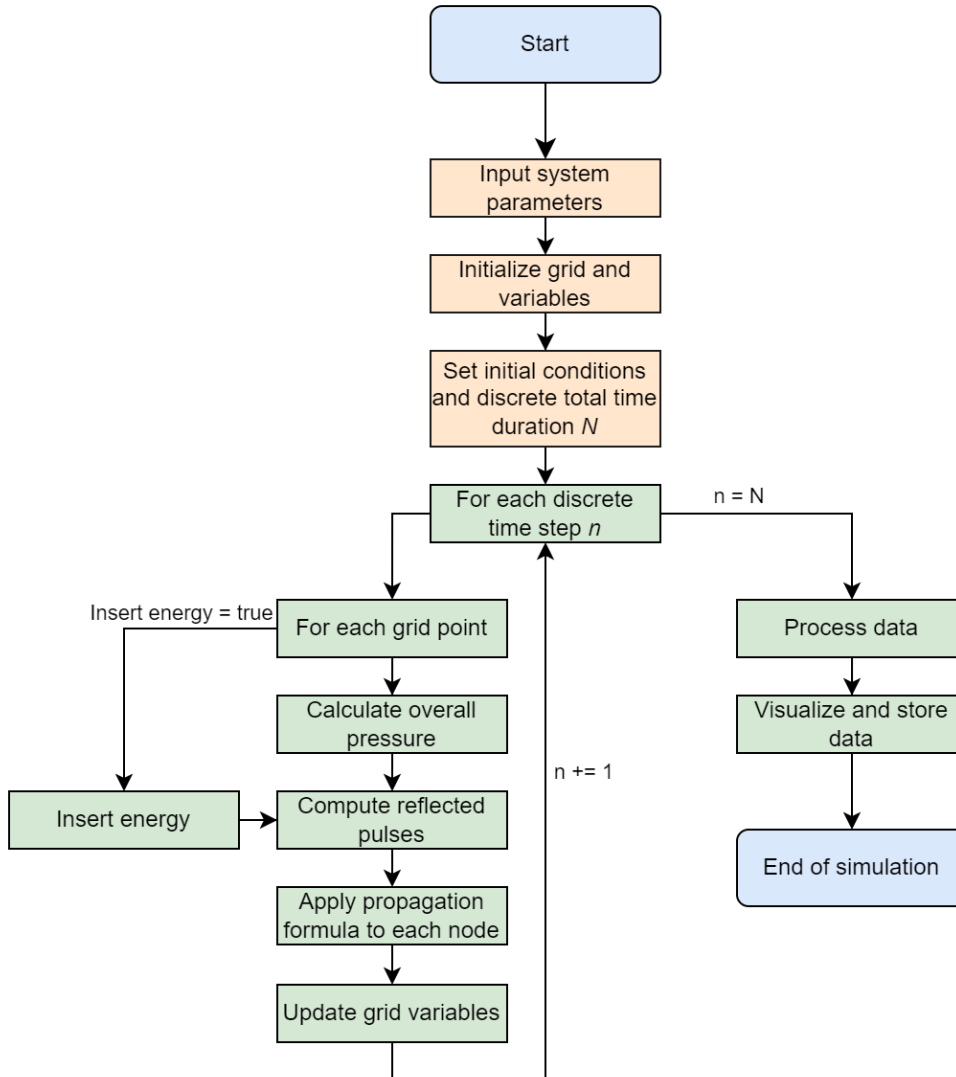 Start
Input system
parameters
Initialize grid and
variables
Set initial conditions
and discrete total time
duration N
For each discrete
time step n
n = N
Insert energy = true
For each grid point
Process data
Calculate overall
pressure
Visualize and store
data
n += 1
Insert energy
Compute reflected
pulses
End of simulation
Apply propagation
formula to each node
Update grid variables